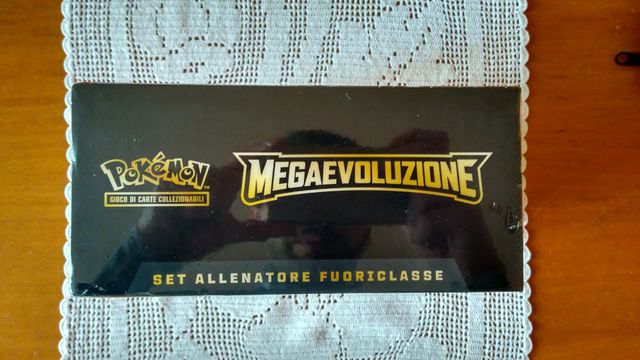 POKéMON
GIOCO DI CARTE COLLEZIONABILI
MEGAEVOLUZIONE
SET ALLENATORE FUORICLASSE